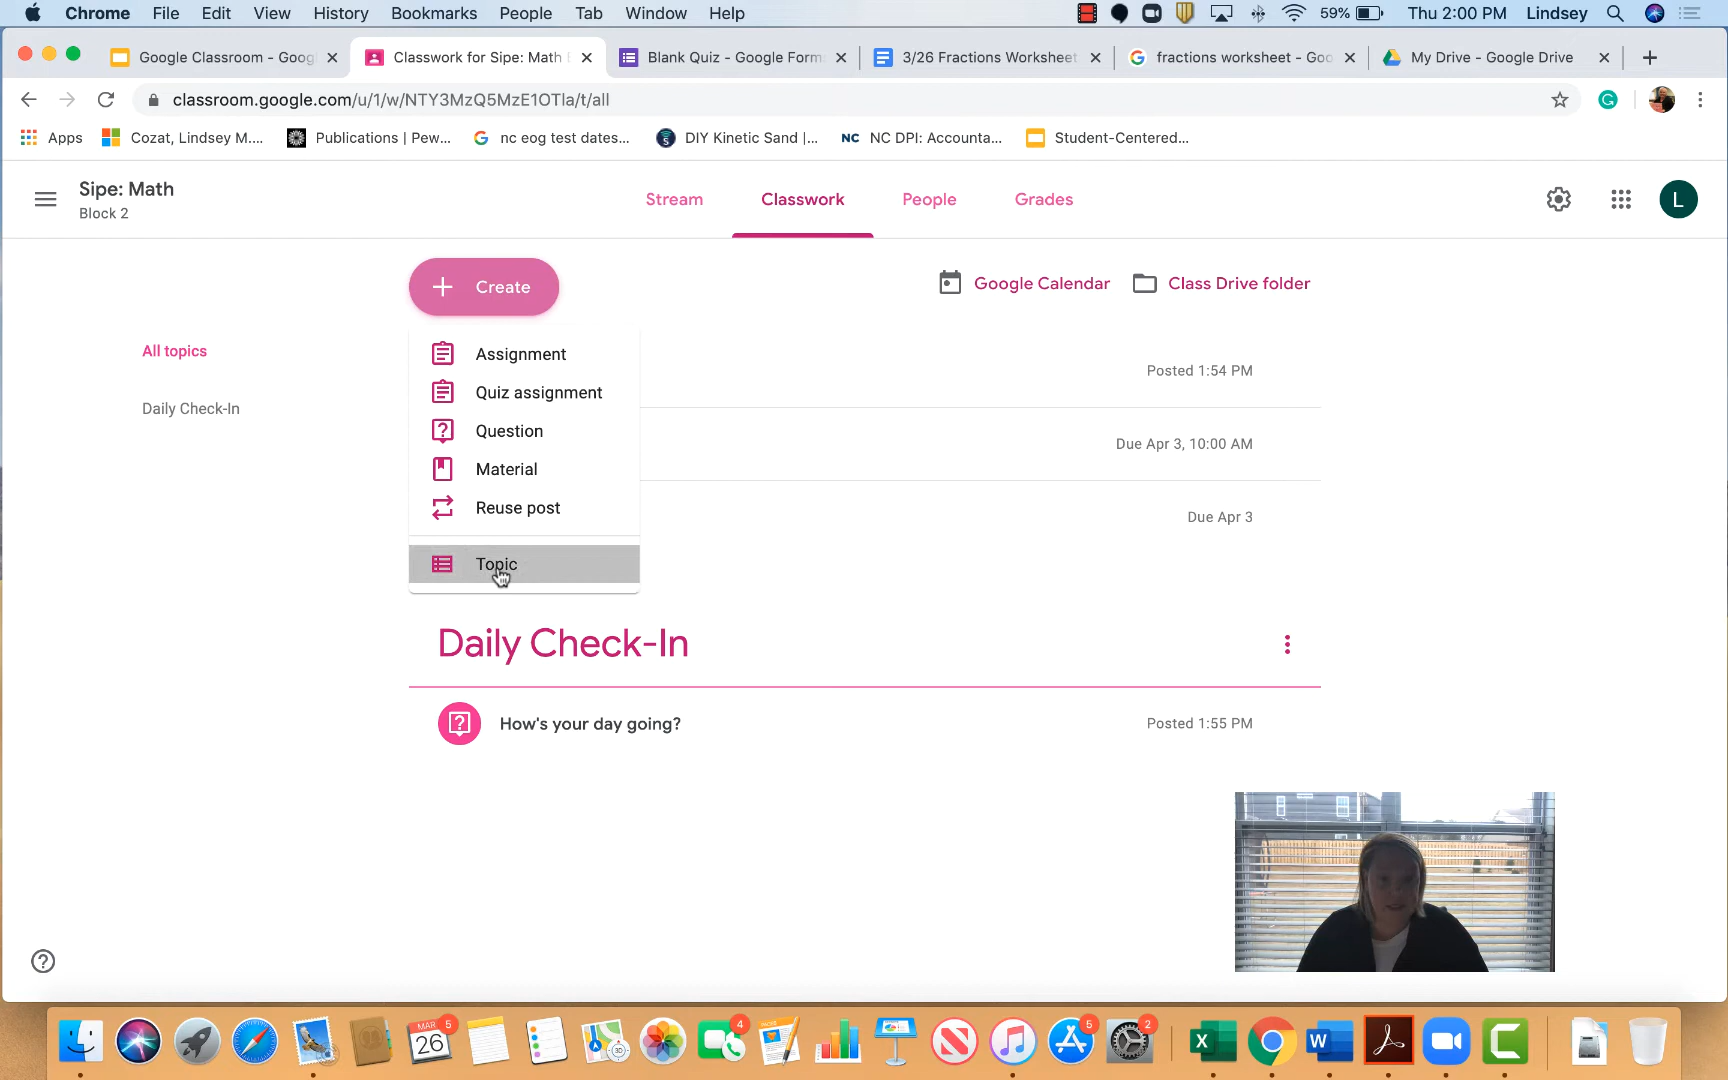 Chrome File Edit View History Bookmarks People Tab Window Help 59% Thu 2:00 PM Lindsey
Google Classroom - Goog
Classwork for Sipe: Math
Blank Quiz - Google Form
3/26 Fractions Worksheet
fractions worksheet - Goo
My Drive - Google Drive
classroom.google.com/u/1/w/NTY3MzQ5MzE1OTla/t/all
Apps Cozat, Lindsey M.... Publications | Pew... nc eog test dates... DIY Kinetic Sand |... NC NC DPI: Accounta... Student-Centered...
Sipe: Math
Block 2
Stream Classwork People Grades
L
Create
Google Calendar
Class Drive folder
All topics
Daily Check-In
Assignment
Quiz assignment
Question
Material
Reuse post
Topic
Posted 1:54 PM
Due Apr 3, 10:00 AM
Due Apr 3
Daily Check-In
How's your day going?
Posted 1:55 PM
MAR 26 5
3D
4
5
2
X
W
C